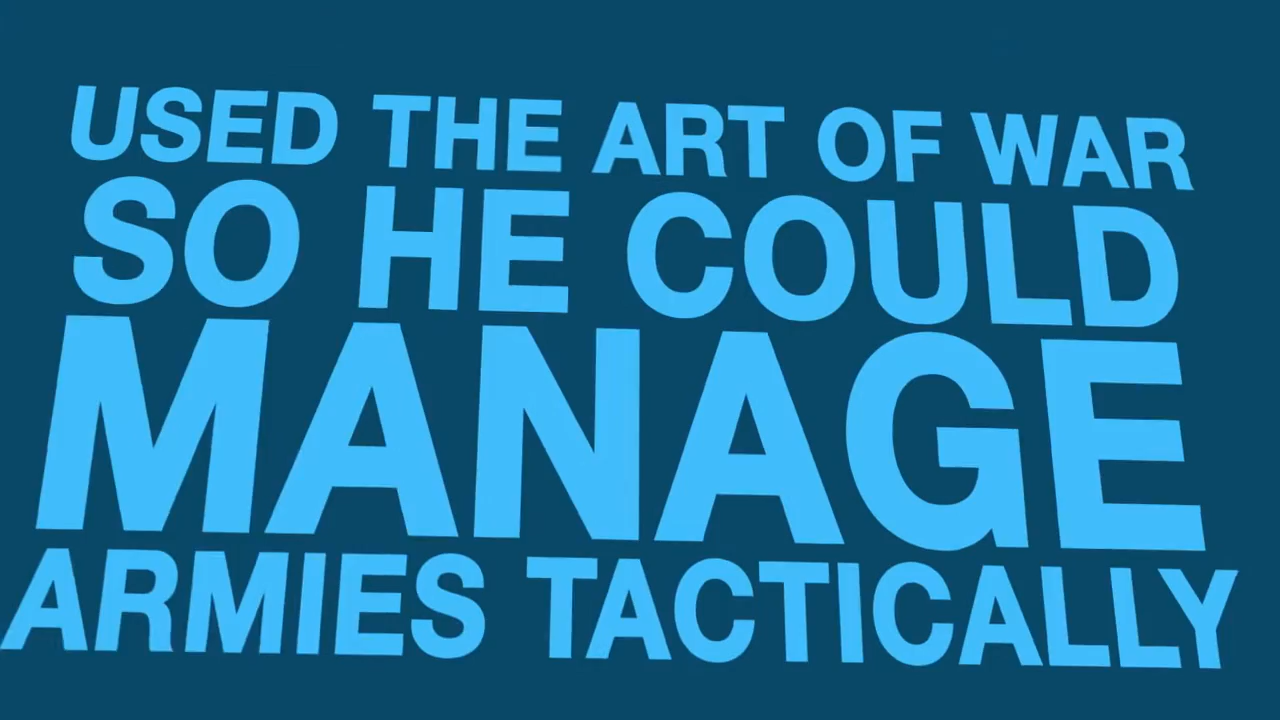 USED THE ART OF WAR
SO HE COULD
MANAGE
ARMIES TACTICALLY